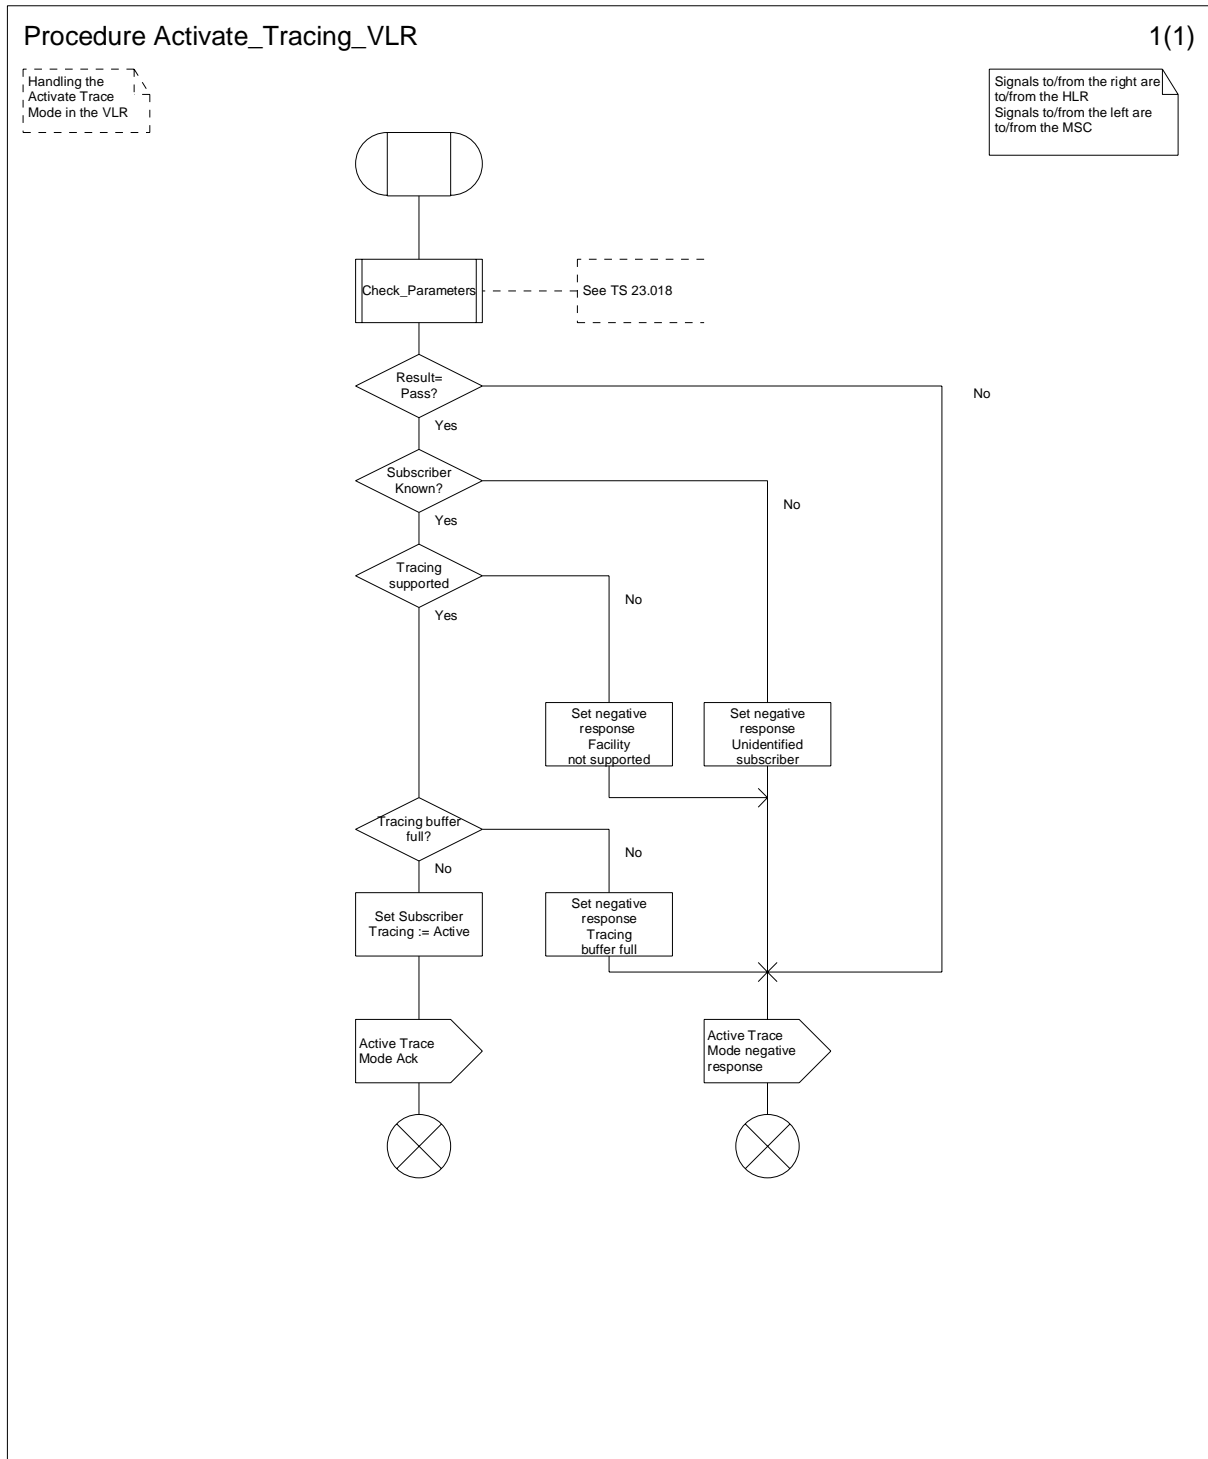 Procedure Activate_Tracing_VLR
1(1)
Handling the
Activate Trace
Mode in the VLR
Signals to/from the right are
to/from the HLR
Signals to/from the left are
to/from the MSC
Check_Parameters
See TS 23.018
Result=
Pass?
No
Yes
Subscriber
Known?
No
Yes
Tracing
supported
No
Yes
Set negative
response
Facility
not supported
Set negative
response
Unidentified
subscriber
Tracing buffer
full?
No
No
Set Subscriber
Tracing := Active
Set negative
response
Tracing
buffer full
Active Trace
Mode Ack
Active Trace
Mode negative
response